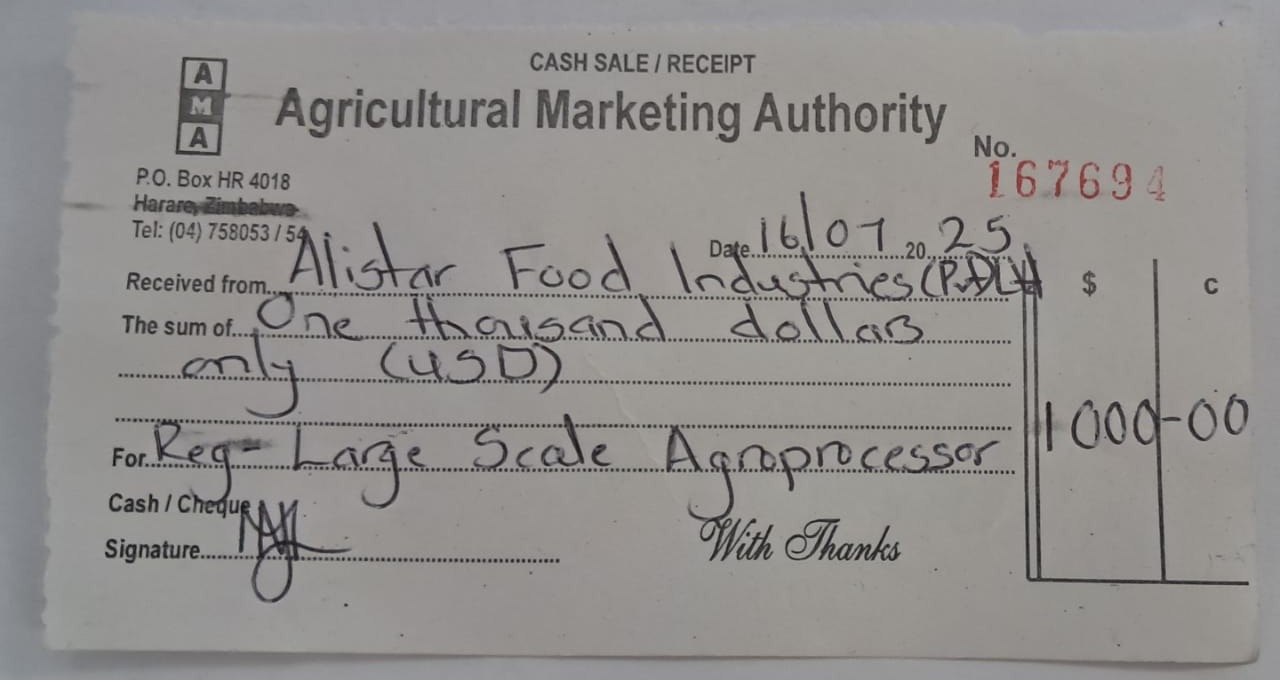 CASH SALE / RECEIPT
A
M
A
Agricultural Marketing Authority
No.
167694
P.O. Box HR 4018
Harare, Zimbabwe
Tel: (04) 758053 / 54
Date 16/07 20 25
Received from Alistar Food Industries (P.v.t) Ltd
$ c
The sum of One thousand dollars
only (USD)
1000-00
For Reg- Large Scale Agroprocessor
Cash / Cheque
Signature
With Thanks